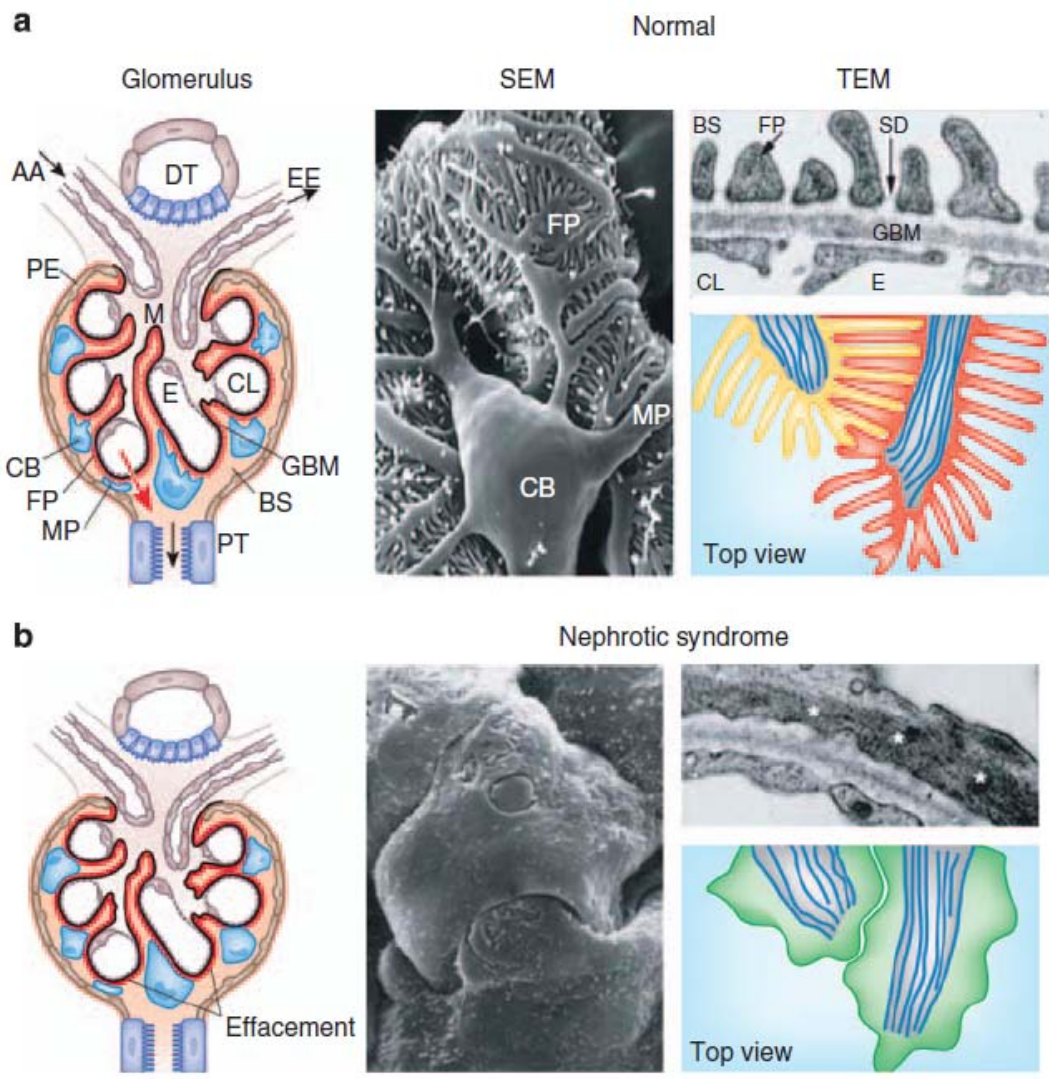 a
Normal
Glomerulus
SEM
TEM
AA
DT
EE
PE
M
E
CL
CB
FP
MP
GBM
BS
PT
FP
MP
CB
BS
FP
SD
GBM
CL
E
Top view
b
Nephrotic syndrome
Effacement
* * *
Top view